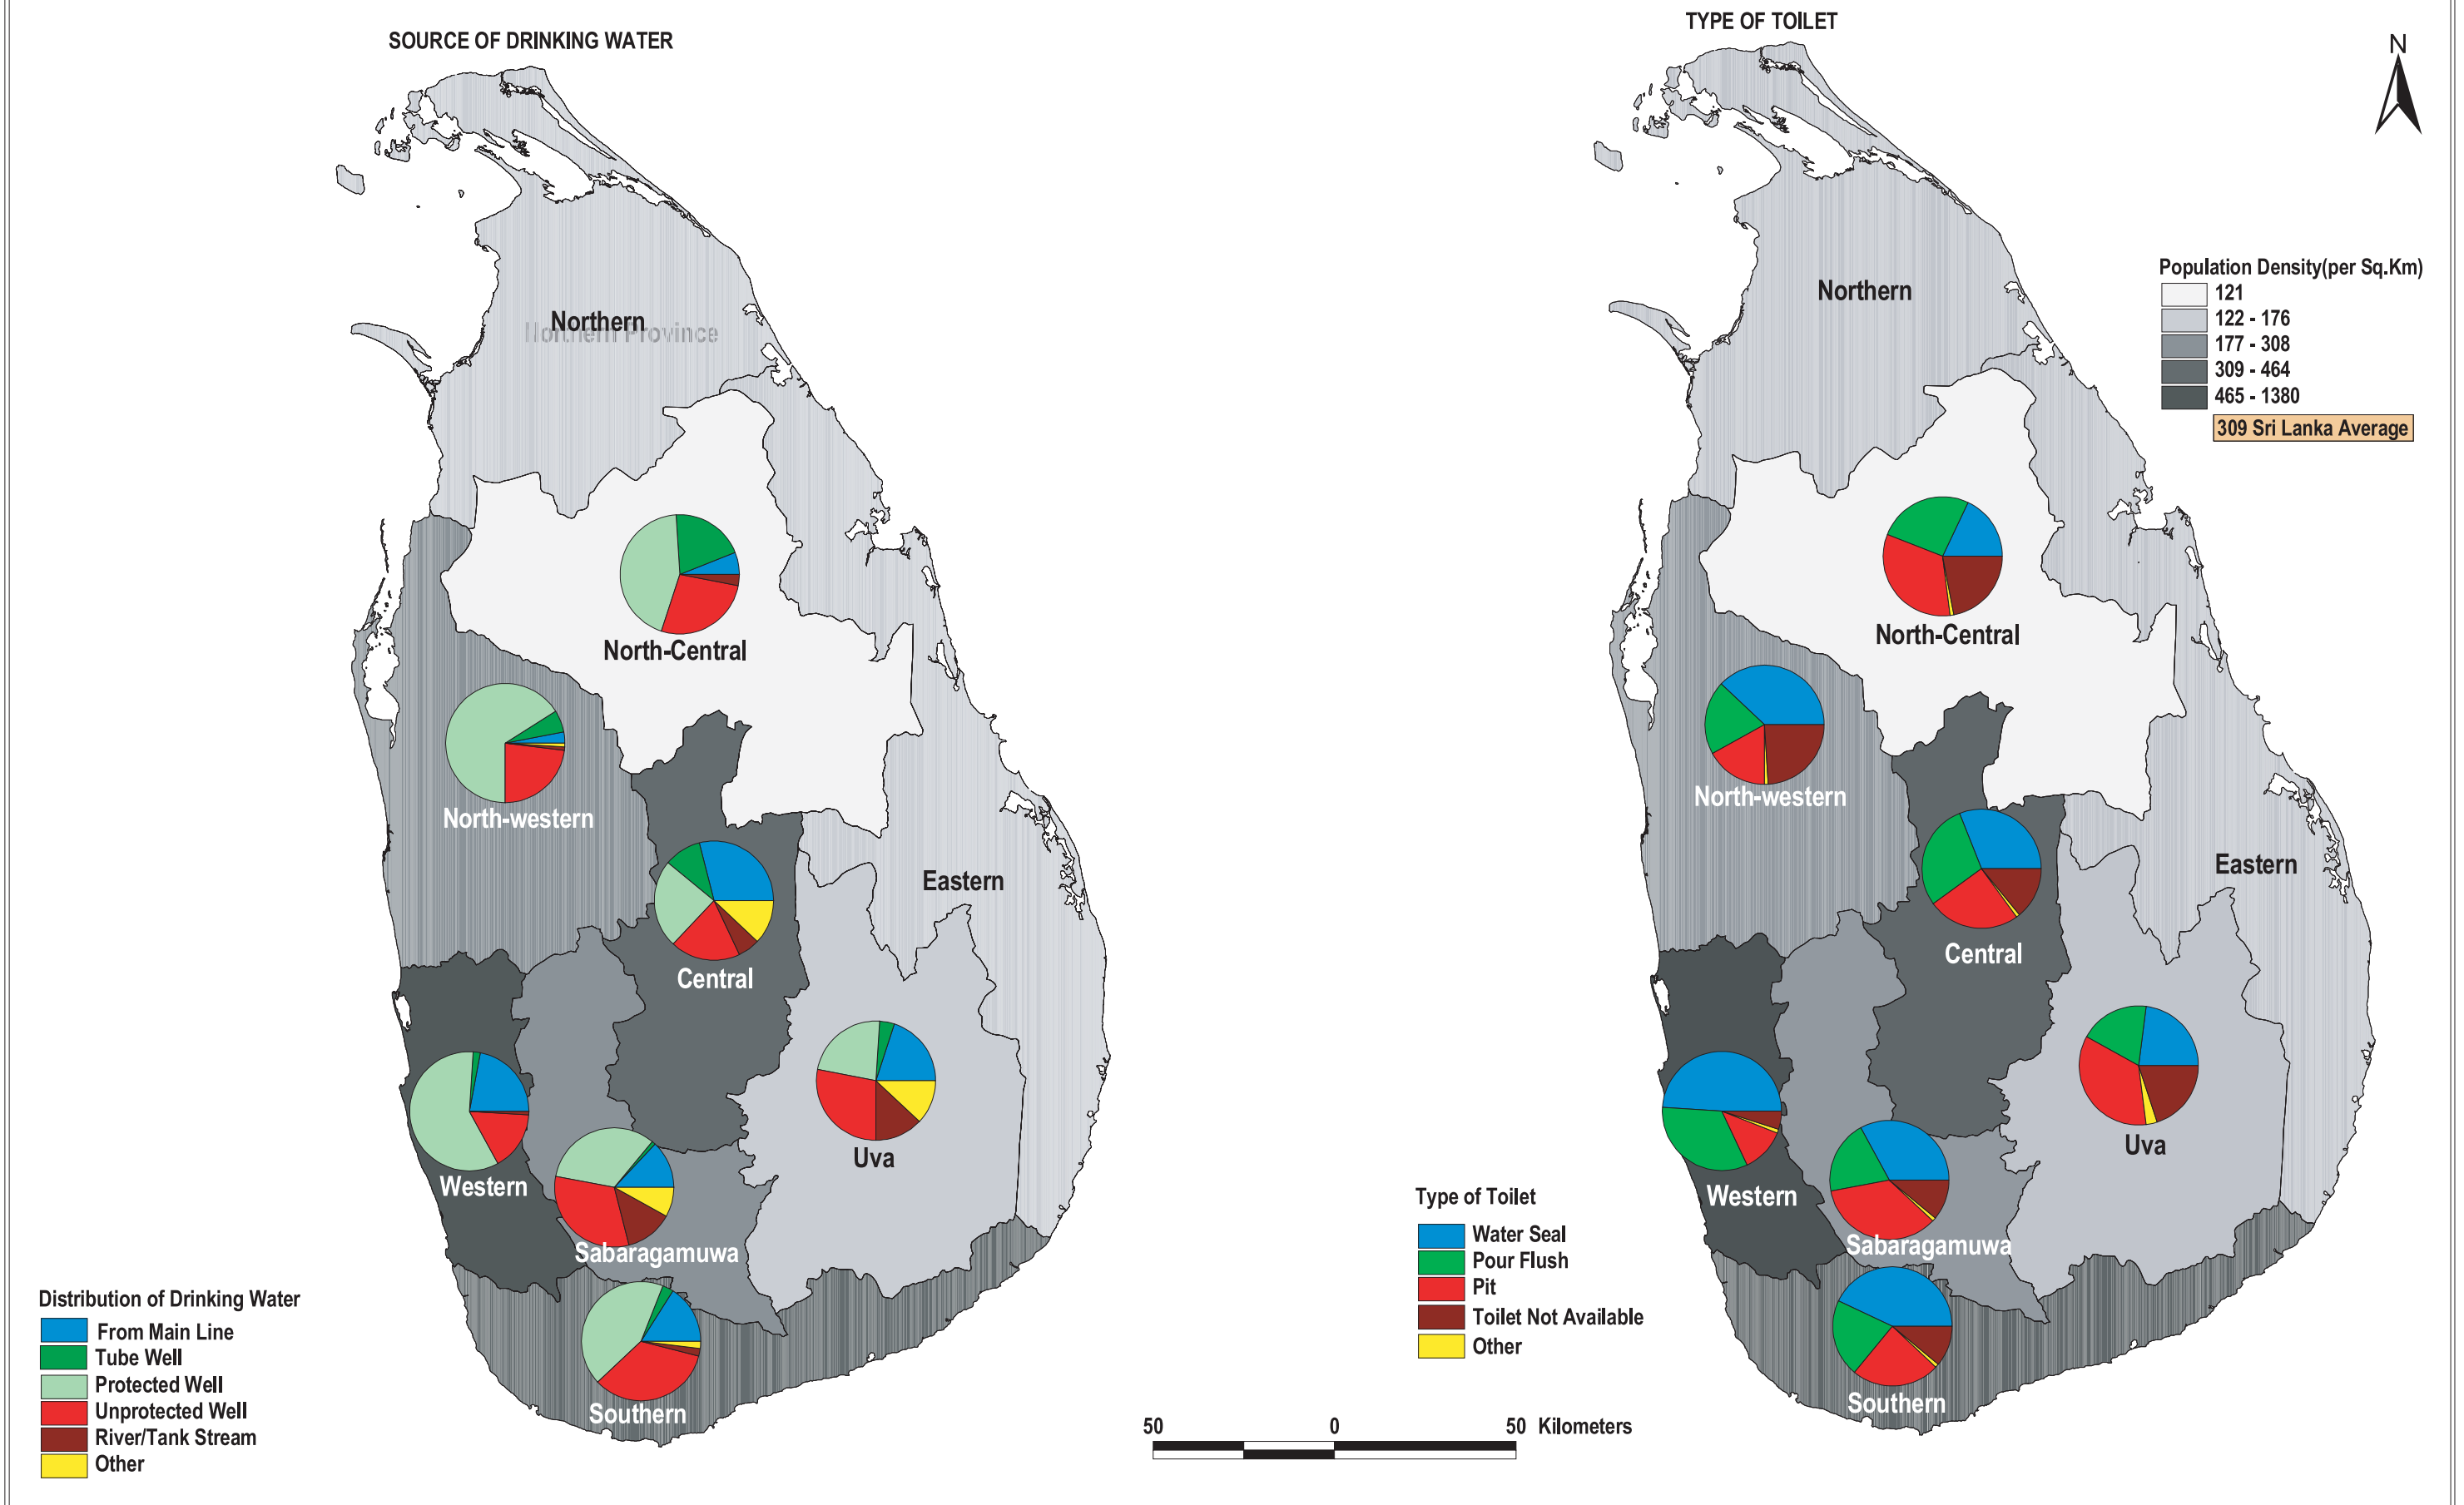 SOURCE OF DRINKING WATER
Northern
Northern Province
North-Central
North-western
Central
Eastern
Uva
Western
Sabaragamuwa
Southern
Distribution of Drinking Water
From Main Line
Tube Well
Protected Well
Unprotected Well
River/Tank Stream
Other
TYPE OF TOILET
N
Northern
Population Density(per Sq.Km)
121
122 - 176
177 - 308
309 - 464
465 - 1380
309 Sri Lanka Average
North-Central
North-western
Central
Eastern
Uva
Western
Sabaragamuwa
Southern
Type of Toilet
Water Seal
Pour Flush
Pit
Toilet Not Available
Other
50 0 50 Kilometers